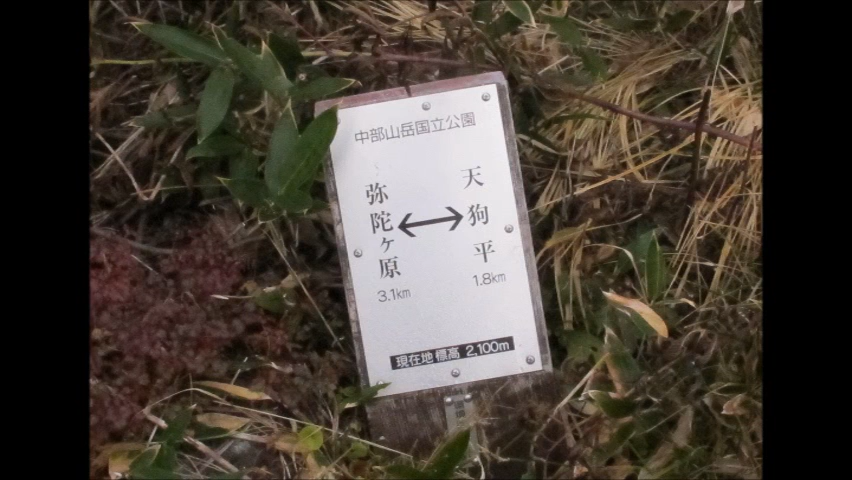 中部山岳国立公園
天狗平
1.8km
弥陀ヶ原
3.1km
現在地 標高 2,100m